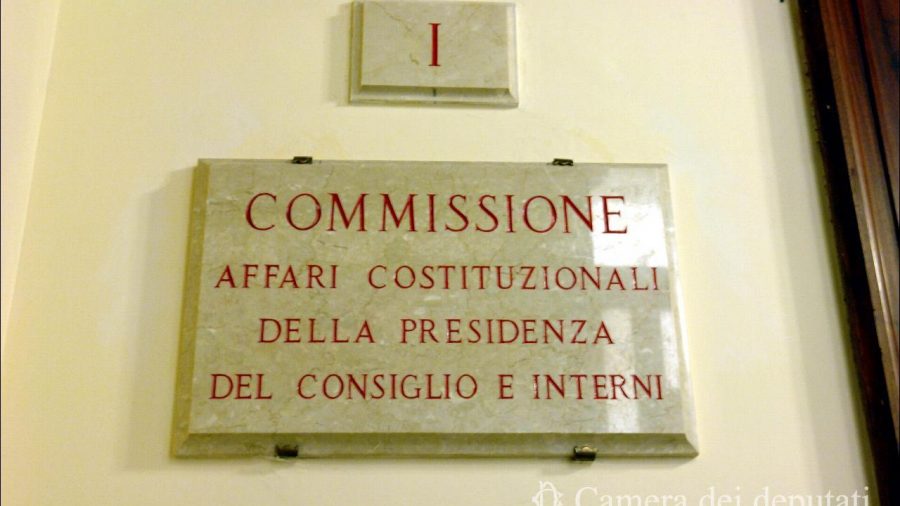 I
COMMISSIONE
AFFARI COSTITUZIONALI
DELLA PRESIDENZA
DEL CONSIGLIO E INTERNI
Camera dei deputati